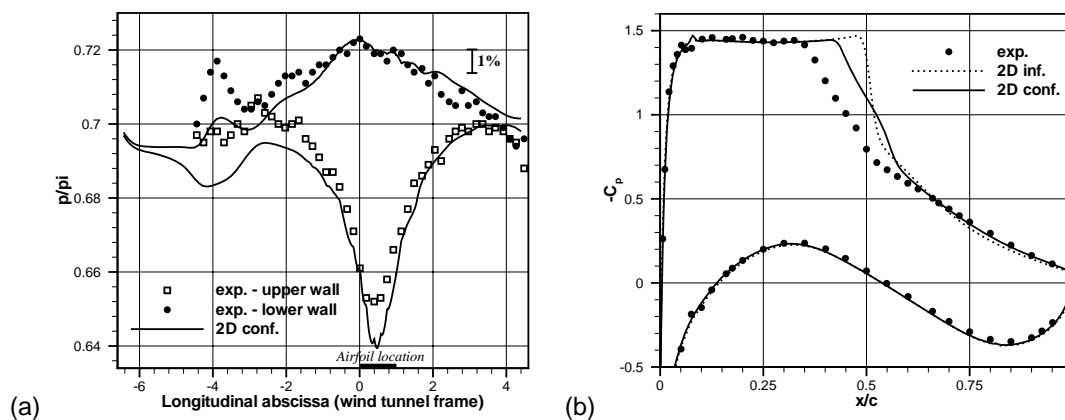 0.72
0.7
0.68
0.66
0.64
p/pi
1%
exp. - upper wall
exp. - lower wall
2D conf.
Airfoil location
-6
-4
-2
0
2
4
Longitudinal abscissa (wind tunnel frame)
(a)
1.5
1
0.5
0
-0.5
-Cp
exp.
2D inf.
2D conf.
0
0.25
0.5
0.75
x/c
(b)